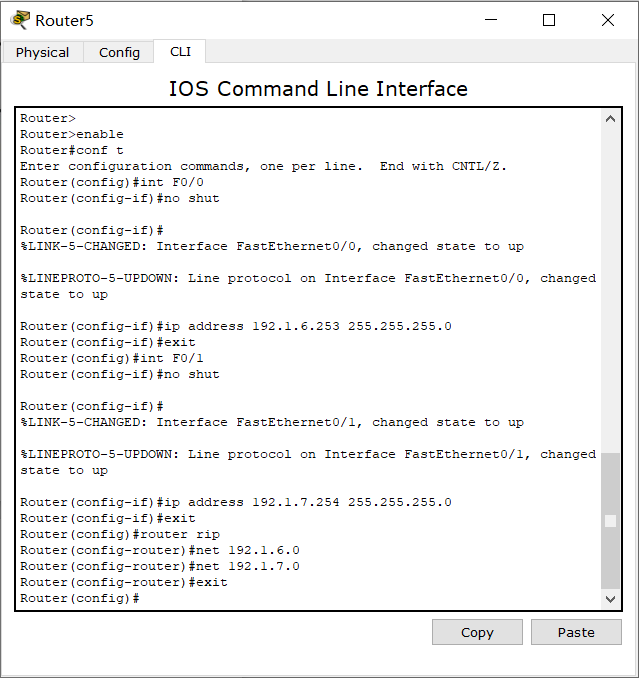 Router5
Physical Config CLI
IOS Command Line Interface
Router>
Router>enable
Router#conf t
Enter configuration commands, one per line.  End with CNTL/Z.
Router(config)#int F0/0
Router(config-if)#no shut
Router(config-if)#
%LINK-5-CHANGED: Interface FastEthernet0/0, changed state to up
%LINEPROTO-5-UPDOWN: Line protocol on Interface FastEthernet0/0, changed
state to up
Router(config-if)#ip address 192.1.6.253 255.255.255.0
Router(config-if)#exit
Router(config)#int F0/1
Router(config-if)#no shut
Router(config-if)#
%LINK-5-CHANGED: Interface FastEthernet0/1, changed state to up
%LINEPROTO-5-UPDOWN: Line protocol on Interface FastEthernet0/1, changed
state to up
Router(config-if)#ip address 192.1.7.254 255.255.255.0
Router(config-if)#exit
Router(config)#router rip
Router(config-router)#net 192.1.6.0
Router(config-router)#net 192.1.7.0
Router(config-router)#exit
Router(config)#
Copy Paste